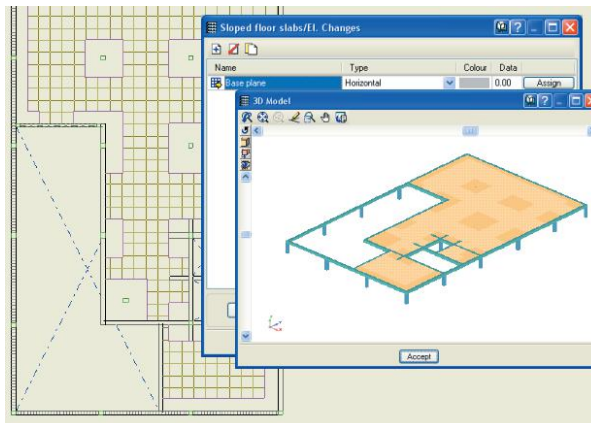 Sloped floor slabs/El. Changes
Name Type Colour Data
Base plane Horizontal 0.00 Assign
3D Model
Accept